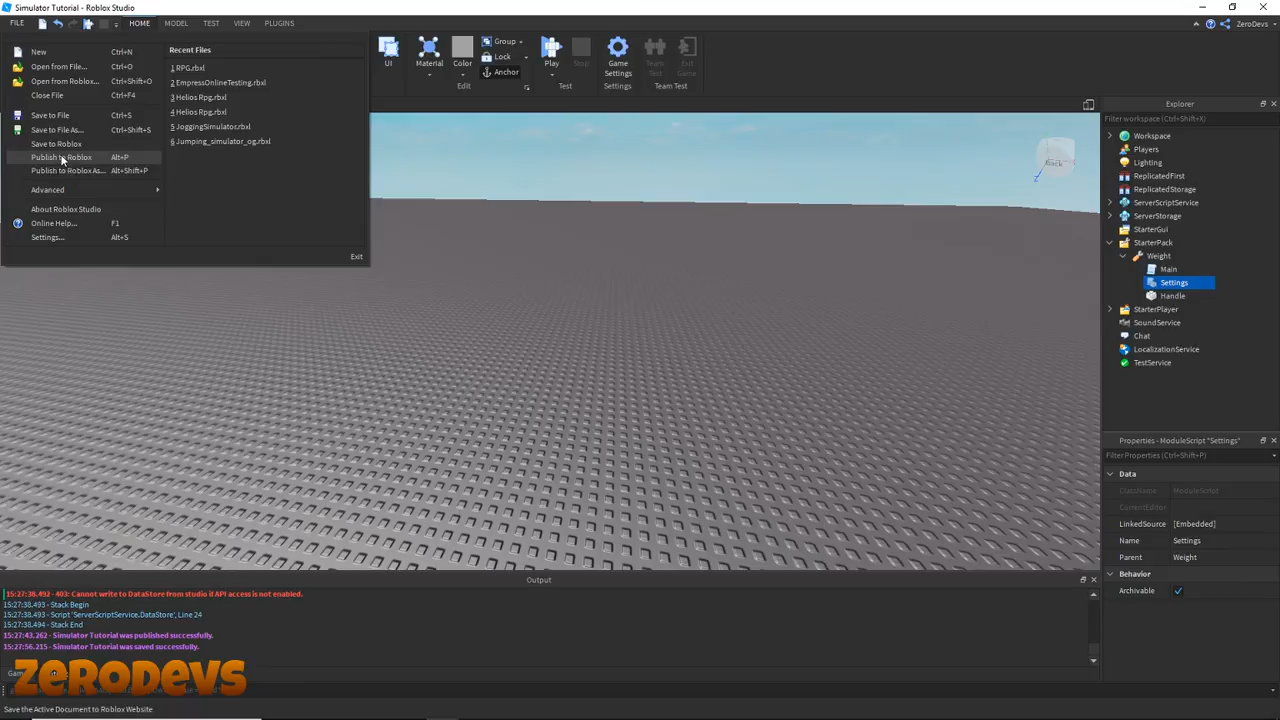 Simulator Tutorial - Roblox Studio
FILE HOME MODEL TEST VIEW PLUGINS ZeroDevs
New Ctrl+N
Open from File... Ctrl+O
Open from Roblox... Ctrl+Shift+O
Close File Ctrl+F4
Save to File Ctrl+S
Save to File As... Ctrl+Shift+S
Save to Roblox
Publish to Roblox Alt+P
Publish to Roblox As... Alt+Shift+P
Advanced
About Roblox Studio
Online Help... F1
Settings... Alt+S
Recent Files
1 RPG.rbxl
2 EmpressOnlineTesting.rbxl
3 Helios Rpg.rbxl
4 Helios Rpg.rbxl
5 JoggingSimulator.rbxl
6 Jumping_simulator_og.rbxl
Exit
UI
Material
Color
Group
Lock
Anchor
Edit
Play
Stop
Test
Game Settings
Settings
Team Test
Exit Game
Team Test
Back
Z
Explorer
Filter workspace (Ctrl+Shift+X)
Workspace
Players
Lighting
ReplicatedFirst
ReplicatedStorage
ServerScriptService
ServerStorage
StarterGui
StarterPack
Weight
Main
Settings
Handle
StarterPlayer
SoundService
Chat
LocalizationService
TestService
Properties - ModuleScript "Settings"
Filter Properties (Ctrl+Shift+P)
Data
ClassName ModuleScript
CurrentEditor
LinkedSource [Embedded]
Name Settings
Parent Weight
Behavior
Archivable
Output
15:27:38.492 - 403: Cannot write to DataStore from studio if API access is not enabled.
15:27:38.493 - Stack Begin
15:27:38.493 - Script 'ServerScriptService.DataStore', Line 24
15:27:38.494 - Stack End
15:27:43.262 - Simulator Tutorial was published successfully.
15:27:56.215 - Simulator Tutorial was saved successfully.
ZERODEVS
Save the Active Document to Roblox Website